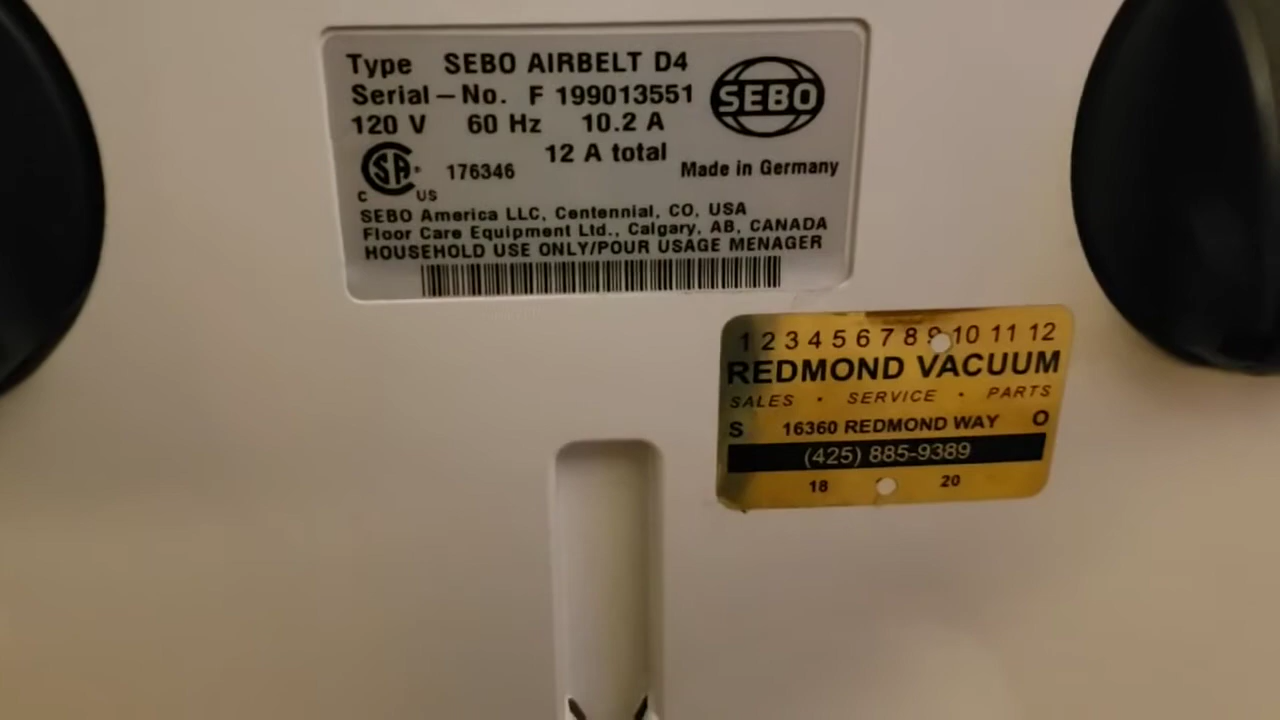 Type SEBO AIRBELT D4
Serial – No. F 199013551
SEBO
120 V 60 Hz 10.2 A
12 A total
CSA
C US
176346
Made in Germany
SEBO America LLC, Centennial, CO, USA
Floor Care Equipment Ltd., Calgary, AB, CANADA
HOUSEHOLD USE ONLY/POUR USAGE MENAGER
1 2 3 4 5 6 7 8 9 10 11 12
REDMOND VACUUM
SALES · SERVICE · PARTS
S 16360 REDMOND WAY O
(425) 885-9389
18 20